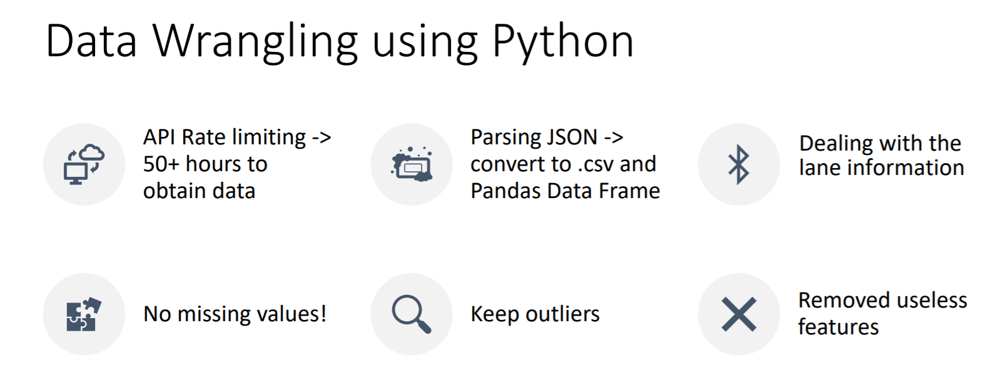 Data Wrangling using Python
API Rate limiting ->
50+ hours to
obtain data
Parsing JSON ->
convert to .csv and
Pandas Data Frame
Dealing with the
lane information
No missing values!
Keep outliers
Removed useless
features